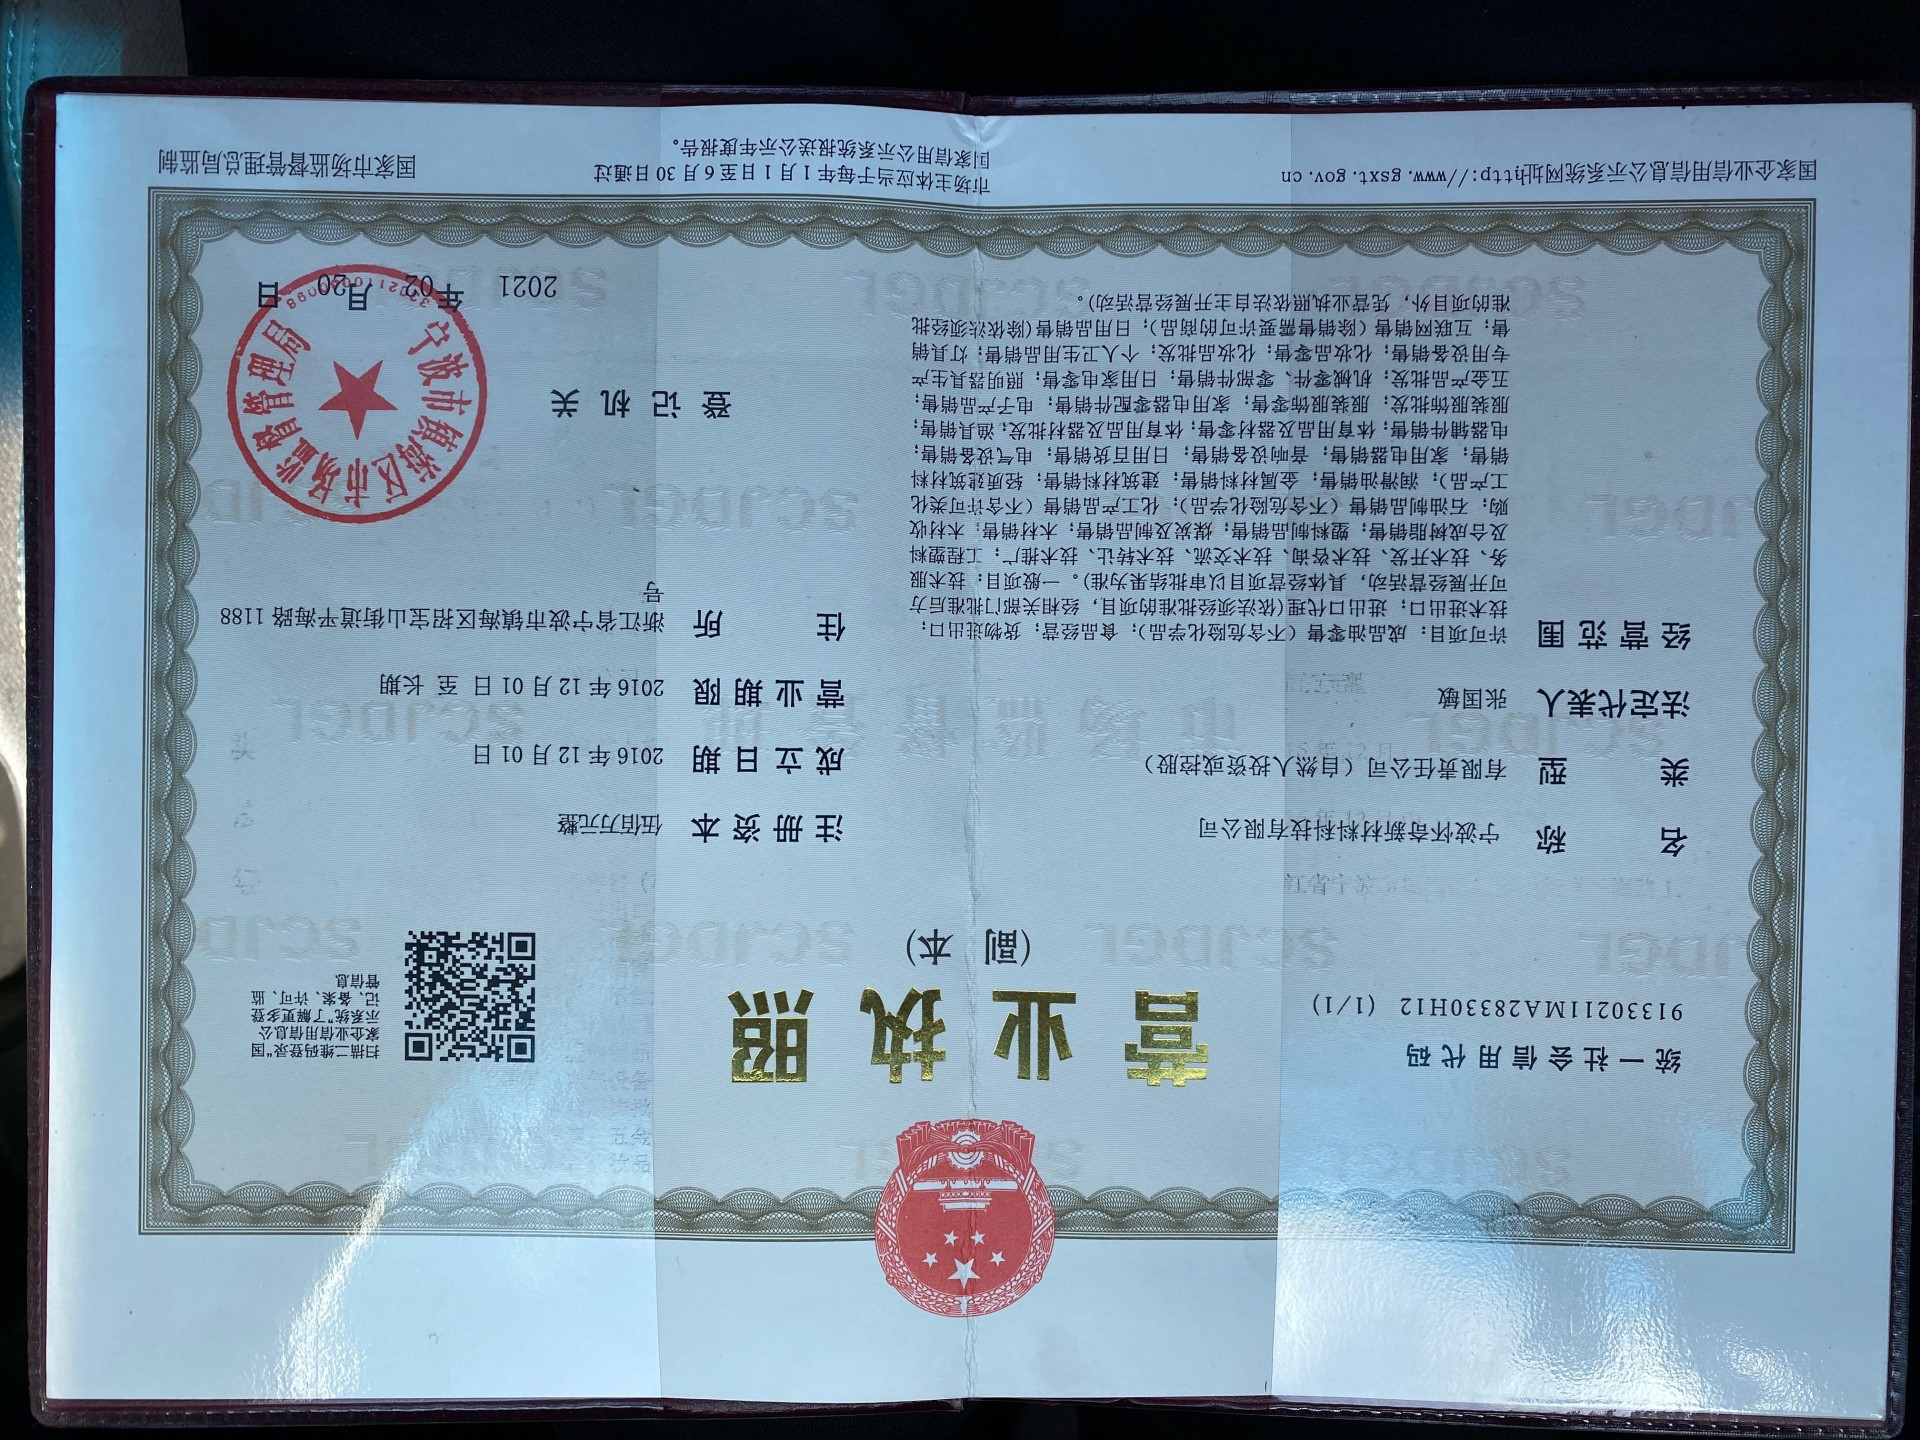 统一社会信用代码
91330211MA28330H12 (1/1)
营业执照
(副 本)
扫描二维码登录“国
家企业信用信息公
示系统”了解更多登
记、备案、许可、监
管信息
名 称 宁波怀奇新材料科技有限公司
类 型 有限责任公司（自然人投资或控股）
法定代表人 张国敏
经营范围 许可项目：成品油零售（不含危险化学品）；食品经营；货物进出口；
技术进出口；进出口代理(依法须经批准的项目，经相关部门批准后方
可开展经营活动，具体经营项目以审批结果为准)。一般项目：技术服
务、技术开发、技术咨询、技术交流、技术转让、技术推广；工程塑料
及合成树脂销售；塑料制品销售；煤炭及制品销售；木材销售；木材收
购；石油制品销售（不含危险化学品）；化工产品销售（不含许可类化
工产品）；润滑油销售；金属材料销售；建筑材料销售；轻质建筑材料
销售；家用电器销售；音响设备销售；日用百货销售；电气设备销售；
电器辅件销售；体育用品及器材零售；体育用品及器材批发；渔具销售；
服装服饰批发；服装服饰零售；家用电器零配件销售；电子产品销售；
五金产品批发；机械零件、零部件销售；日用家电零售；照明器具生产
专用设备销售；化妆品零售；化妆品批发；个人卫生用品销售；灯具销
售；互联网销售（除销售需要许可的商品）；日用品销售(除依法须经批
准的项目外，凭营业执照依法自主开展经营活动)。
注册资本 伍佰万元整
成立日期 2016年12月01日
营业期限 2016年12月01日 至 长期
住 所 浙江省宁波市镇海区招宝山街道平海路1188
号
登记机关
宁波市镇海区市场监督管理局
2021 年 02 月 20 日
国家企业信用信息公示系统网址http://www.gsxt.gov.cn
市场主体应当于每年1月1日至6月30日通过
国家信用公示系统报送公示年度报告。
国家市场监督管理总局监制